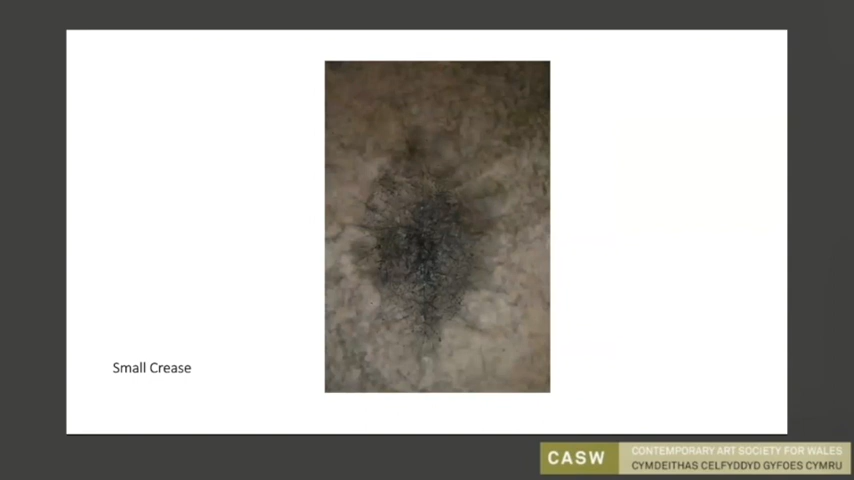 Small Crease
CASW
CONTEMPORARY ART SOCIETY FOR WALES
CYMDEITHAS CELFYDDYD GYFOES CYMRU